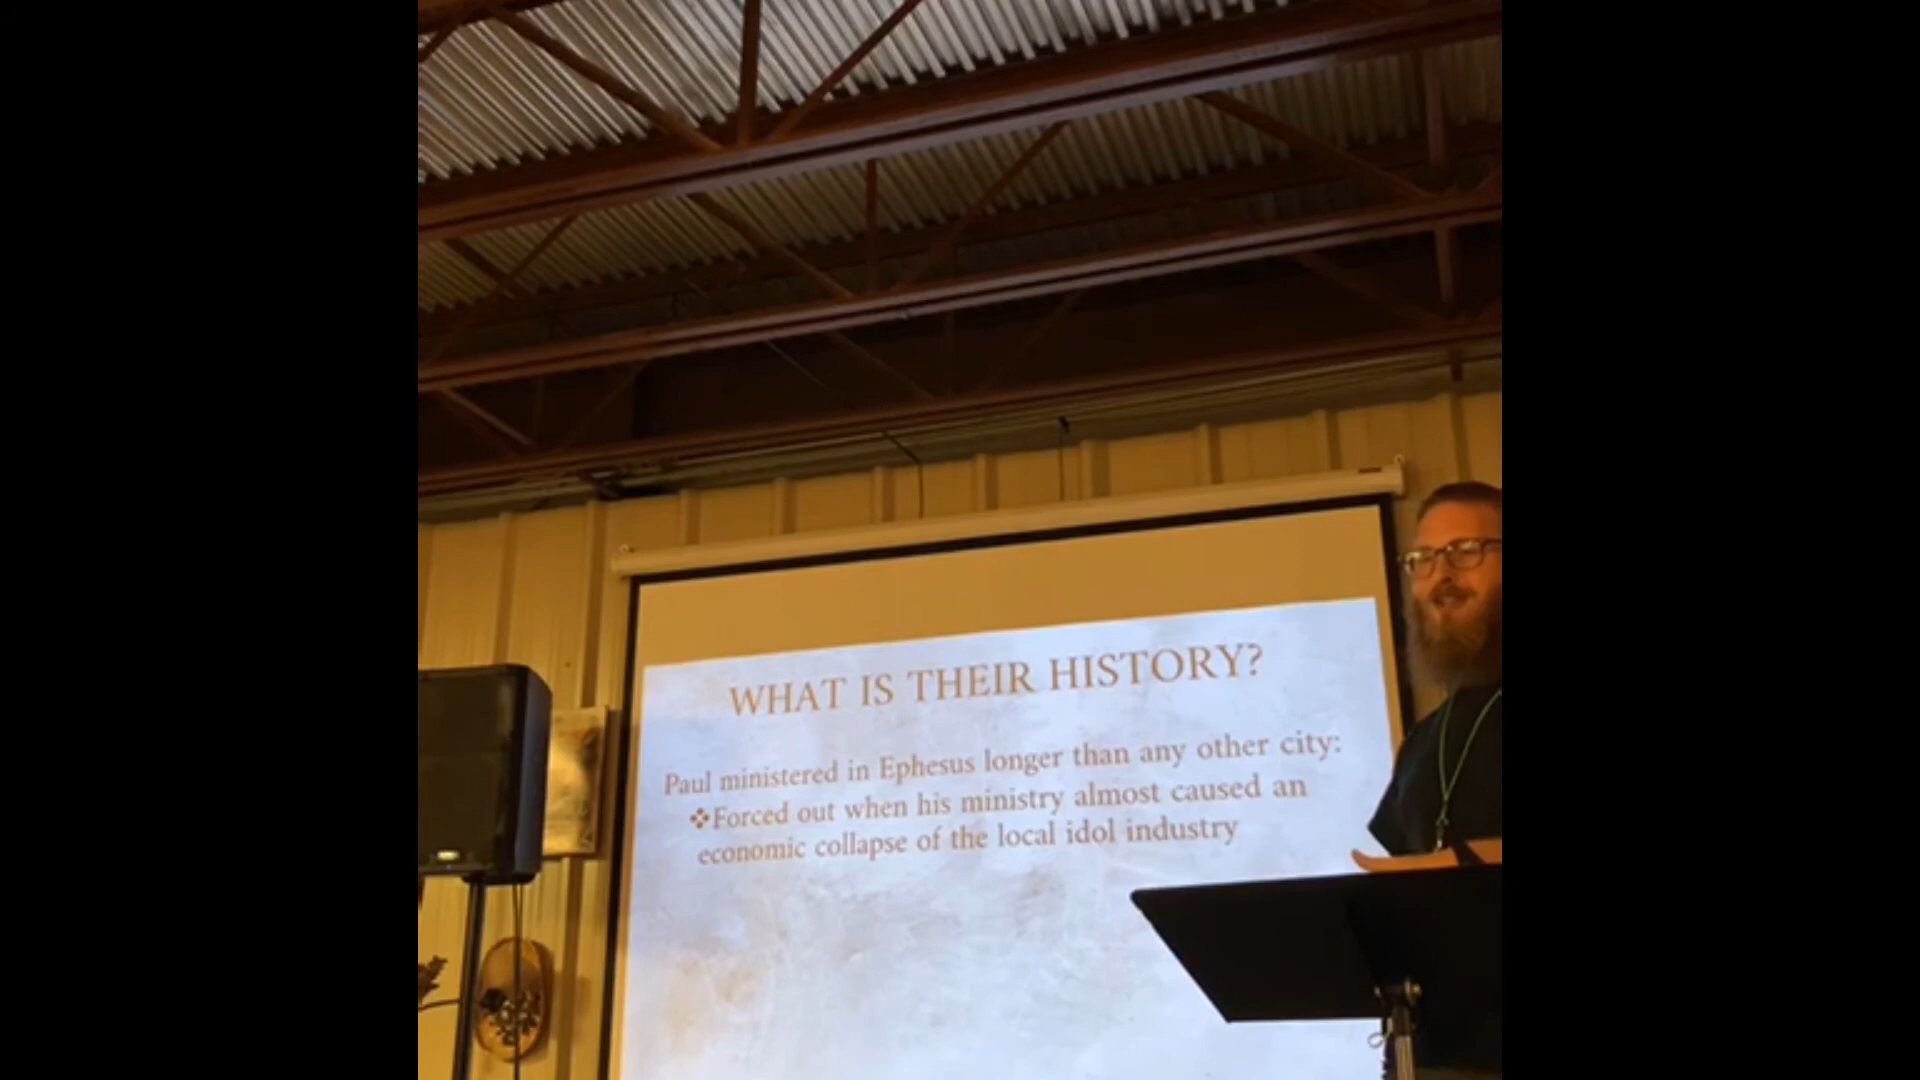 WHAT IS THEIR HISTORY?
Paul ministered in Ephesus longer than any other city:
❖Forced out when his ministry almost caused an
economic collapse of the local idol industry